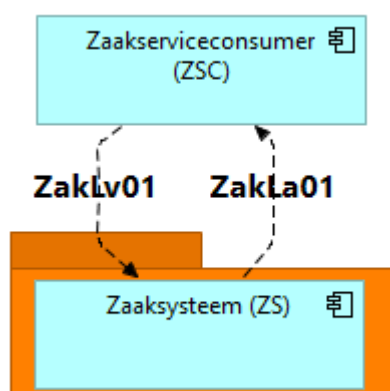 Zaakserviceconsumer
(ZSC)
ZakLv01 ZakLa01
Zaaksysteem (ZS)